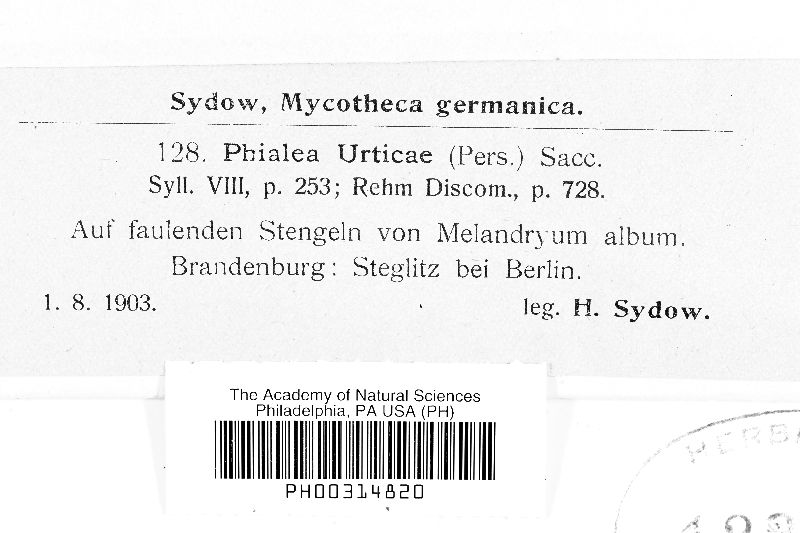 Sydow, Mycotheca germanica.
128. Phialea Urticae (Pers.) Sacc.
Syll. VIII, p. 253; Rehm Discom., p. 728.
Auf faulenden Stengeln von Melandryum album.
Brandenburg: Steglitz bei Berlin.
1. 8. 1903. leg. H. Sydow.
The Academy of Natural Sciences
Philadelphia, PA USA (PH)
PH00314820